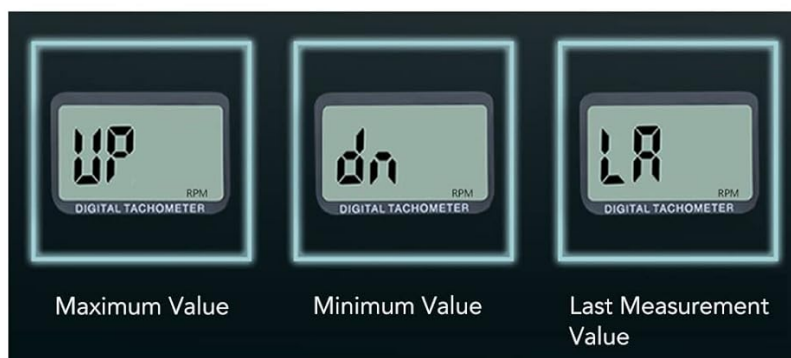 UP
RPM
DIGITAL TACHOMETER
Maximum Value
dn
RPM
DIGITAL TACHOMETER
Minimum Value
LA
RPM
DIGITAL TACHOMETER
Last Measurement
Value